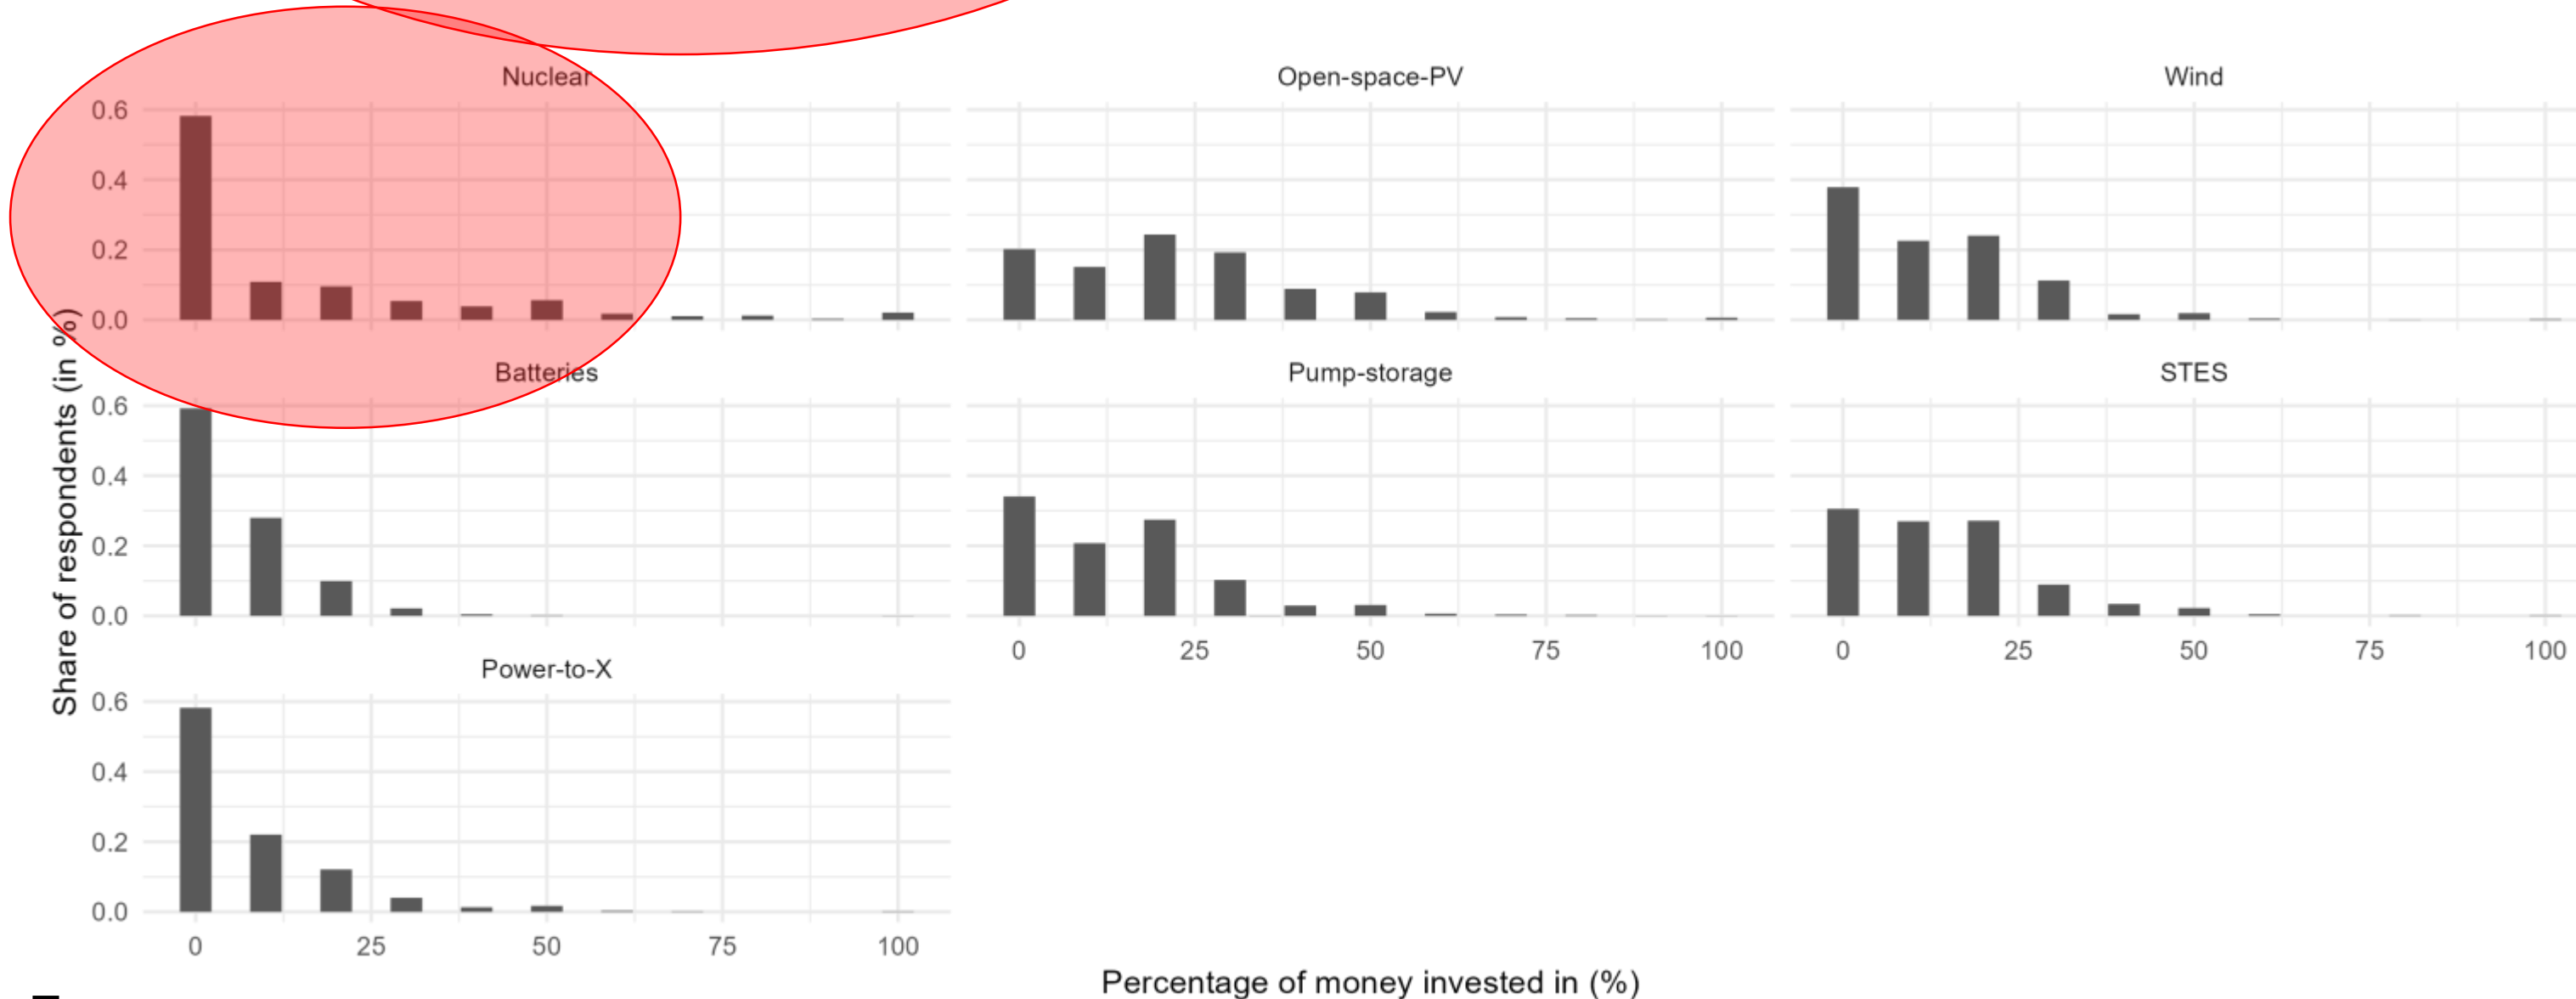 Nuclear Open-space-PV Wind
0.6
0.4
0.2
0.0
Batteries Pump-storage STES
0.6
0.4
0.2
0.0
0 25 50 75 100 0 25 50 75 100
Share of respondents (in %)
Power-to-X
0.6
0.4
0.2
0.0
0 25 50 75 100
Percentage of money invested in (%)